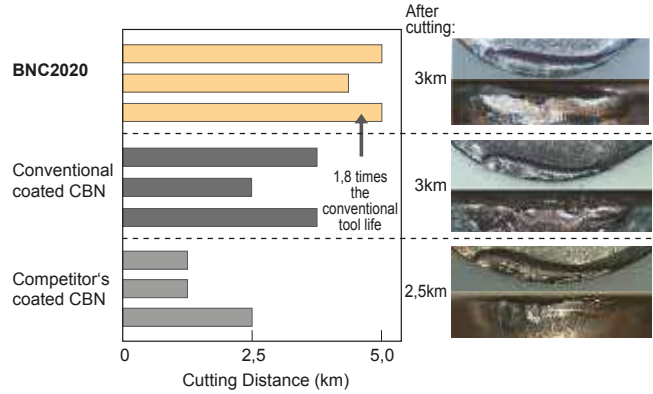 After
cutting:
BNC2020
3km
Conventional
coated CBN
1,8 times
the
conventional
tool life
3km
Competitor's
coated CBN
2,5km
0
2,5
5,0
Cutting Distance (km)